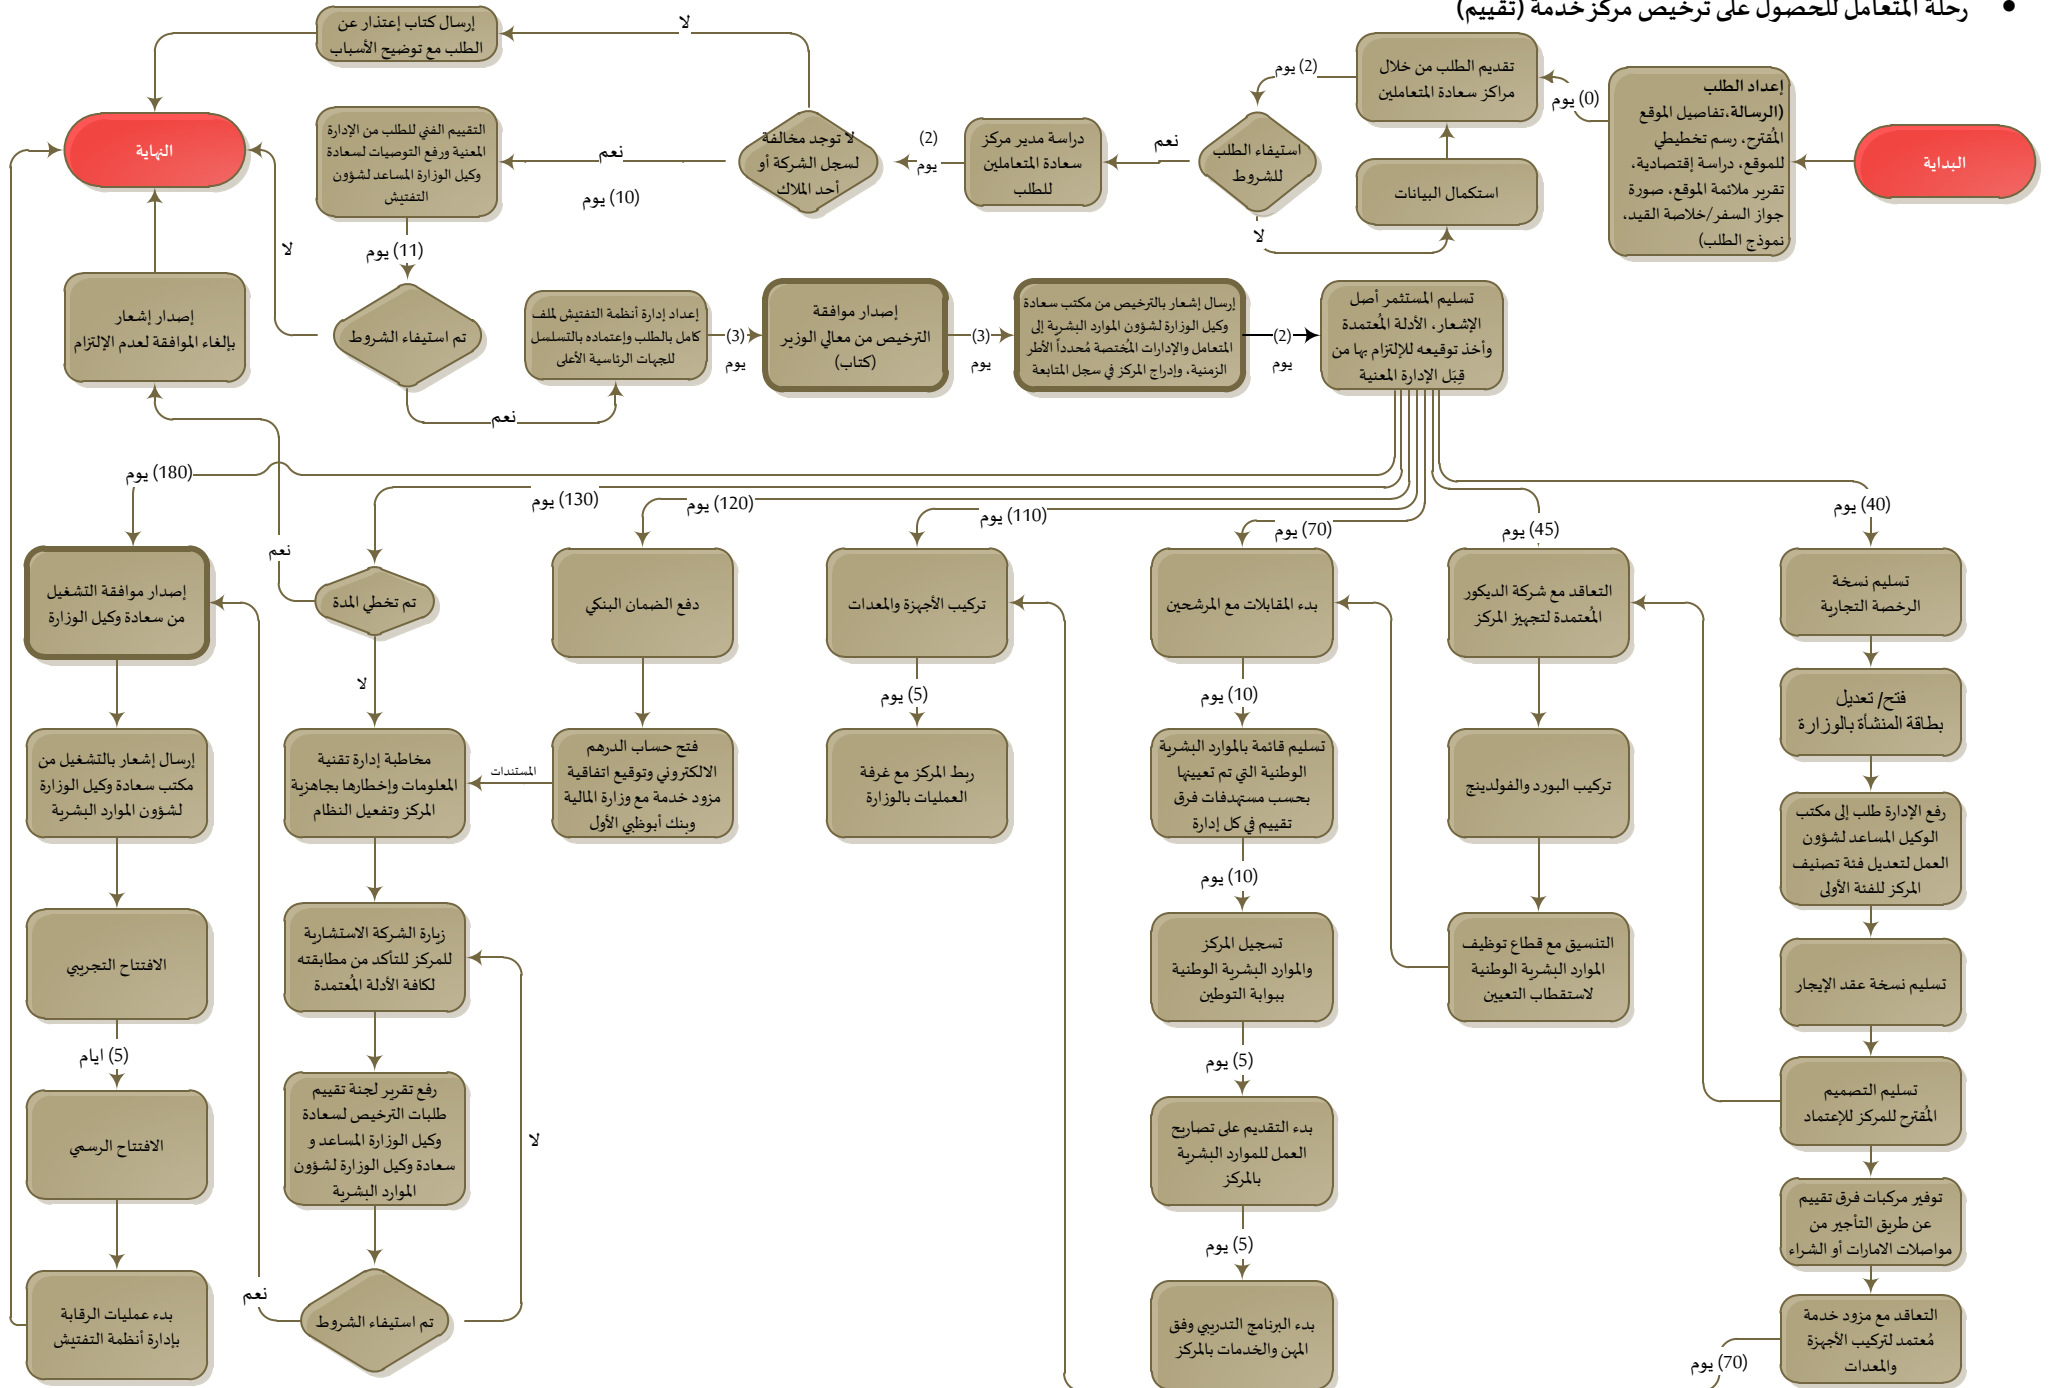 رحلة المتعامل للحصول على ترخيص مركز خدمة (تقييم)
البداية
إعداد الطلب
(الرسالة،تفاصيل الموقع
المُقترح، رسم تخطيطي
للموقع، دراسة إقتصادية،
تقرير ملائمة الموقع، صورة
جواز السفر/خلاصة القيد،
نموذج الطلب)
(0) يوم
تقديم الطلب من خلال
مراكز سعادة المتعاملين
(2) يوم
استكمال البيانات
استيفاء الطلب
للشروط
لا
نعم
دراسة مدير مركز
سعادة المتعاملين
للطلب
(2)
يوم
لا توجد مخالفة
لسجل الشركة أو
أحد الملاك
لا
نعم
(10) يوم
إرسال كتاب إعتذار عن
الطلب مع توضيح الأسباب
التقييم الفني للطلب من الإدارة
المعنية ورفع التوصيات لسعادة
وكيل الوزارة المساعد لشؤون
التفتيش
(11) يوم
النهاية
لا
تم استيفاء الشروط
نعم
إصدار إشعار
بإلغاء الموافقة لعدم الإلتزام
إعداد إدارة أنظمة التفتيش لملف
كامل بالطلب وإعتماده بالتسلسل
للجهات الرئاسية الأعلى
(3)
يوم
إصدار موافقة
الترخيص من معالي الوزير
(كتاب)
(3)
يوم
إرسال إشعار بالترخيص من مكتب سعادة
وكيل الوزارة لشؤون الموارد البشرية إلى
المتعامل والإدارات المُختصة مُحدداً الأطر
الزمنية، وإدراج المركز في سجل المتابعة
(2)
يوم
تسليم المستثمر أصل
الإشعار، الأدلة المُعتمدة
وأخذ توقيعه للإلتزام بها من
قِبَل الإدارة المعنية
(40) يوم
(45) يوم
(70) يوم
(110) يوم
(120) يوم
(130) يوم
(180) يوم
تسليم نسخة
الرخصة التجارية
فتح/ تعديل
بطاقة المنشأة بالوزارة
رفع الإدارة طلب إلى مكتب
الوكيل المساعد لشؤون
العمل لتعديل فئة تصنيف
المركز للفئة الأولى
تسليم نسخة عقد الإيجار
تسليم التصميم
المُقترح للمركز للإعتماد
توفير مركبات فرق تقييم
عن طريق التأجير من
مواصلات الامارات أو الشراء
التعاقد مع مزود خدمة
مُعتمد لتركيب الأجهزة
والمعدات
(70) يوم
التعاقد مع شركة الديكور
المُعتمدة لتجهيز المركز
تركيب البورد والفولدينج
التنسيق مع قطاع توظيف
الموارد البشرية الوطنية
لاستقطاب التعيين
بدء المقابلات مع المرشحين
(10) يوم
تسليم قائمة بالموارد البشرية
الوطنية التي تم تعيينها
بحسب مستهدفات فرق
تقييم في كل إدارة
(10) يوم
تسجيل المركز
والموارد البشرية الوطنية
ببوابة التوطين
(5) يوم
بدء التقديم على تصاريح
العمل للموارد البشرية
بالمركز
(5) يوم
بدء البرنامج التدريبي وفق
المهن والخدمات بالمركز
تركيب الأجهزة والمعدات
(5) يوم
ربط المركز مع غرفة
العمليات بالوزارة
دفع الضمان البنكي
فتح حساب الدرهم
الالكتروني وتوقيع اتفاقية
مزود خدمة مع وزارة المالية
وبنك أبوظبي الأول
المستندات
تم تخطي المدة
نعم
لا
مخاطبة إدارة تقنية
المعلومات وإخطارها بجاهزية
المركز وتفعيل النظام
زيارة الشركة الاستشارية
للمركز للتأكد من مطابقته
لكافة الأدلة المُعتمدة
رفع تقرير لجنة تقييم
طلبات الترخيص لسعادة
وكيل الوزارة المساعد و
سعادة وكيل الوزارة لشؤون
الموارد البشرية
لا
تم استيفاء الشروط
نعم
إصدار موافقة التشغيل
من سعادة وكيل الوزارة
إرسال إشعار بالتشغيل من
مكتب سعادة وكيل الوزارة
لشؤون الموارد البشرية
الافتتاح التجريبي
(5) ايام
الافتتاح الرسمي
بدء عمليات الرقابة
بإدارة أنظمة التفتيش